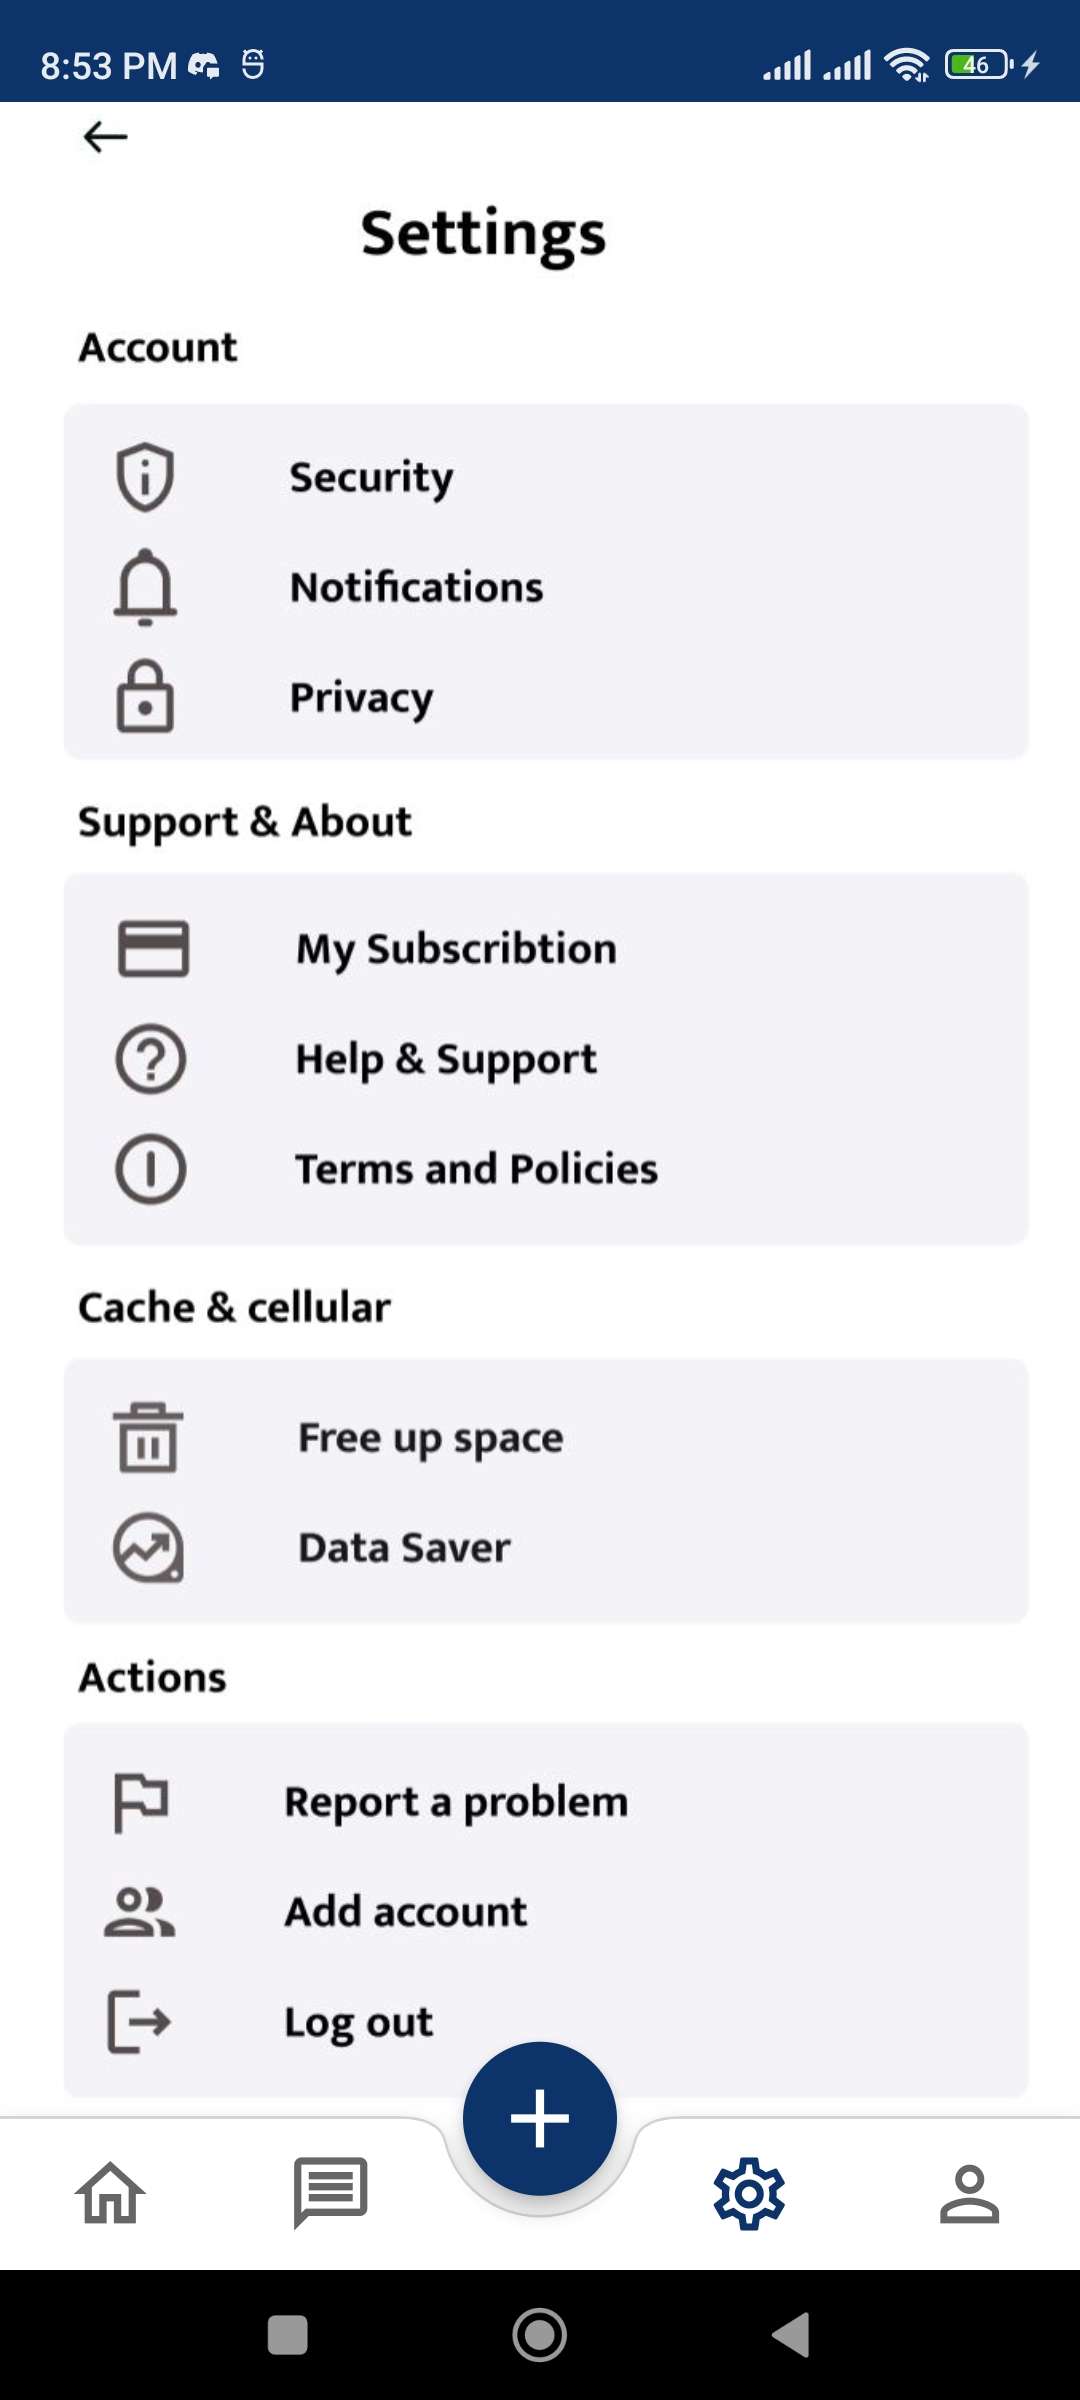 8:53 PM
46
Settings
Account
Security
Notifications
Privacy
Support & About
My Subscribtion
Help & Support
Terms and Policies
Cache & cellular
Free up space
Data Saver
Actions
Report a problem
Add account
Log out